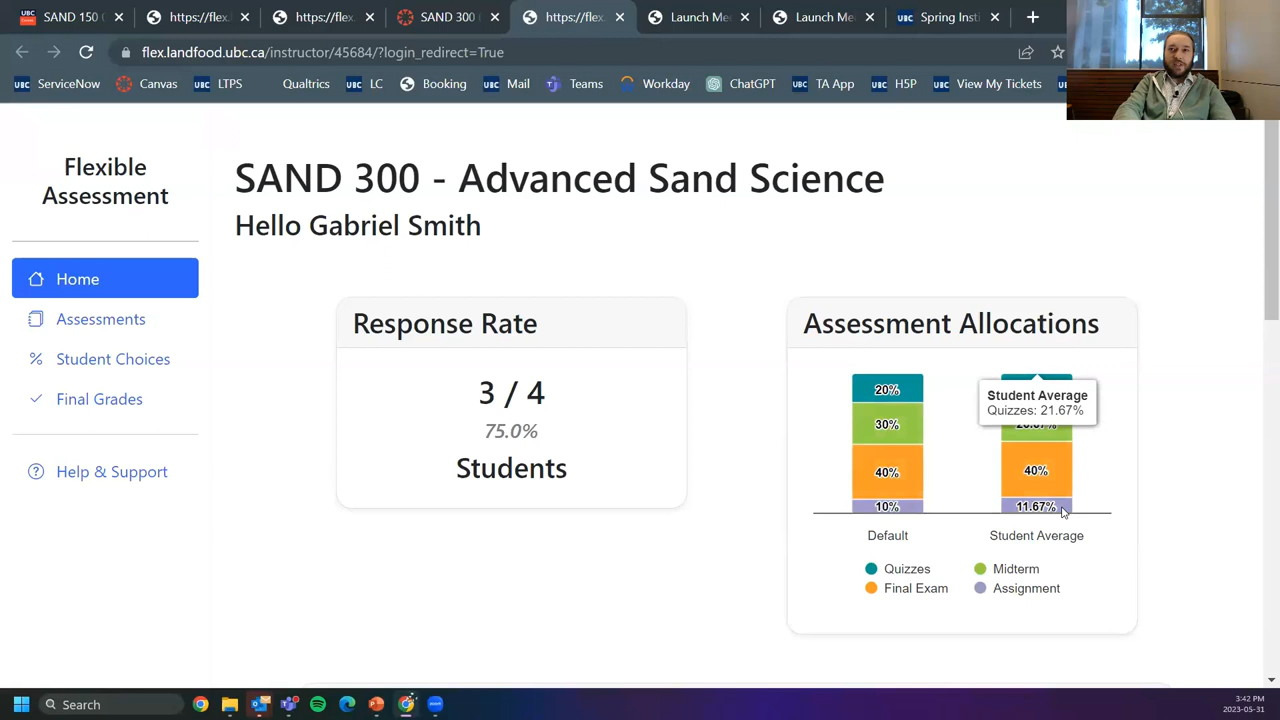 SAND 150 (
https://flex.
https://flex.
SAND 300
https://flex.
Launch Me
Launch Me
Spring Insti
flex.landfood.ubc.ca/instructor/45684/?login_redirect=True
ServiceNow
Canvas
LTPS
Qualtrics
LC
Booking
Mail
Teams
Workday
ChatGPT
TA App
H5P
View My Tickets
Flexible
Assessment
SAND 300 - Advanced Sand Science
Hello Gabriel Smith
Home
Assessments
Student Choices
Final Grades
Help & Support
Response Rate
3 / 4
75.0%
Students
Assessment Allocations
20%
30%
40%
10%
Student Average
Quizzes: 21.67%
40%
11.67%
Default
Student Average
Quizzes
Midterm
Final Exam
Assignment
Search
3:42 PM
2023-05-31